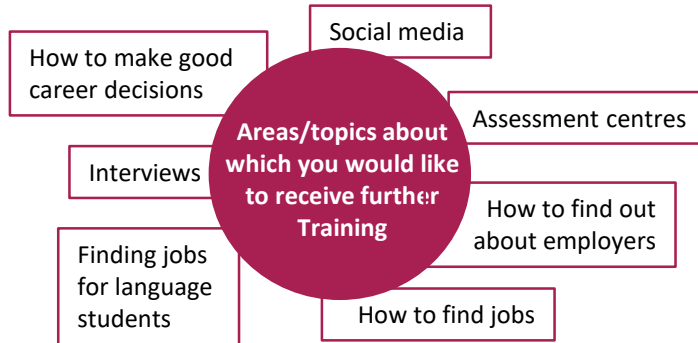 Social media
How to make good
career decisions
Assessment centres
Areas/topics about
which you would like
to receive further
Training
Interviews
How to find out
about employers
Finding jobs
for language
students
How to find jobs